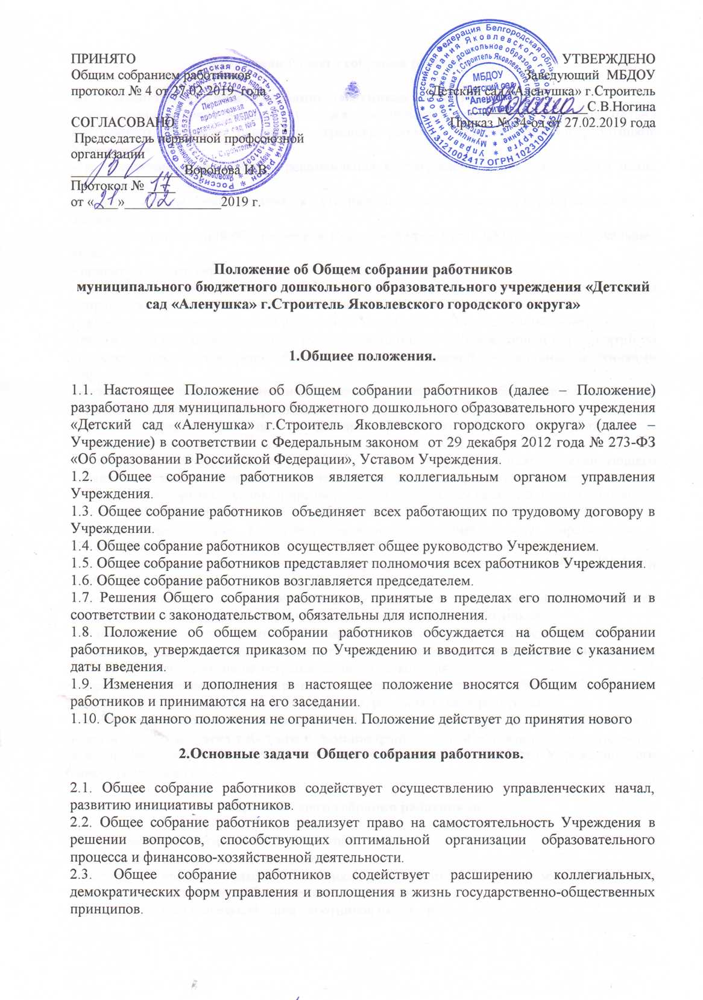 ПРИНЯТО
Общим собранием работников
протокол № 4 от 27.02.2019 года
СОГЛАСОВАНО
Председатель первичной профсоюзной
организации
________________ Воронова И.В.
Протокол № 17
от «21»  02  2019 г.
УТВЕРЖДЕНО
Заведующий МБДОУ
«Детский сад «Аленушка» г.Строитель
________________С.В.Ногина
Приказ № 34-од от 27.02.2019 года
Первичная
профсоюзная
организация МБДОУ
г. Строитель
МБДОУ
"Детский сад
"Аленушка"
г.Строитель
Положение об Общем собрании работников
муниципального бюджетного дошкольного образовательного учреждения «Детский
сад «Аленушка» г.Строитель Яковлевского городского округа»
1.Общиее положения.
1.1. Настоящее Положение об Общем собрании работников (далее – Положение)
разработано для муниципального бюджетного дошкольного образовательного учреждения
«Детский сад «Аленушка» г.Строитель Яковлевского городского округа» (далее –
Учреждение) в соответствии с Федеральным законом от 29 декабря 2012 года № 273-ФЗ
«Об образовании в Российской Федерации», Уставом Учреждения.
1.2. Общее собрание работников является коллегиальным органом управления
Учреждения.
1.3. Общее собрание работников объединяет всех работающих по трудовому договору в
Учреждении.
1.4. Общее собрание работников осуществляет общее руководство Учреждением.
1.5. Общее собрание работников представляет полномочия всех работников Учреждения.
1.6. Общее собрание работников возглавляется председателем.
1.7. Решения Общего собрания работников, принятые в пределах его полномочий и в
соответствии с законодательством, обязательны для исполнения.
1.8. Положение об общем собрании работников обсуждается на общем собрании
работников, утверждается приказом по Учреждению и вводится в действие с указанием
даты введения.
1.9. Изменения и дополнения в настоящее положение вносятся Общим собранием
работников и принимаются на его заседании.
1.10. Срок данного положения не ограничен. Положение действует до принятия нового
2.Основные задачи Общего собрания работников.
2.1. Общее собрание работников содействует осуществлению управленческих начал,
развитию инициативы работников.
2.2. Общее собрание работников реализует право на самостоятельность Учреждения в
решении вопросов, способствующих оптимальной организации образовательного
процесса и финансово-хозяйственной деятельности.
2.3. Общее собрание работников содействует расширению коллегиальных,
демократических форм управления и воплощения в жизнь государственно-общественных
принципов.